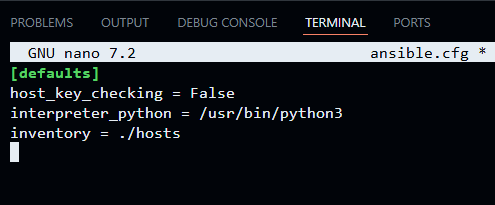 PROBLEMS OUTPUT DEBUG CONSOLE TERMINAL PORTS
GNU nano 7.2 ansible.cfg *
[defaults]
host_key_checking = False
interpreter_python = /usr/bin/python3
inventory = ./hosts